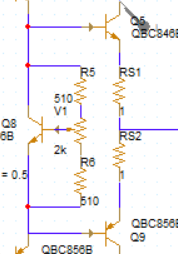 Q5
QBC846B
R5
RS1
510
V1
1
Q8
6B
RS2
2k
R6
= 0.5
1
510
QBC856B
QBC856B
Q9